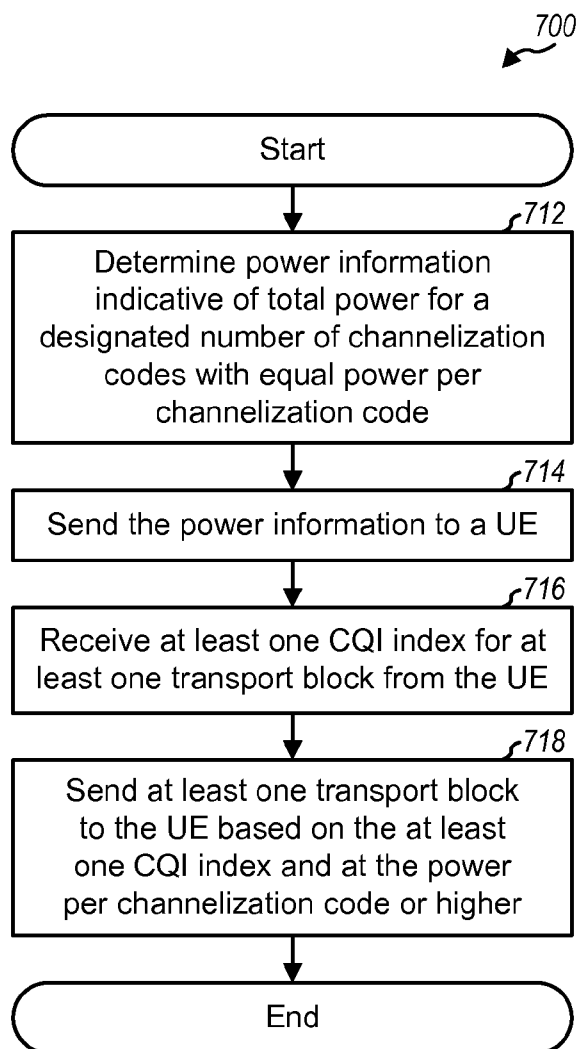 700
Start
712
Determine power information
indicative of total power for a
designated number of channelization
codes with equal power per
channelization code
714
Send the power information to a UE
716
Receive at least one CQI index for at
least one transport block from the UE
718
Send at least one transport block
to the UE based on the at least
one CQI index and at the power
per channelization code or higher
End